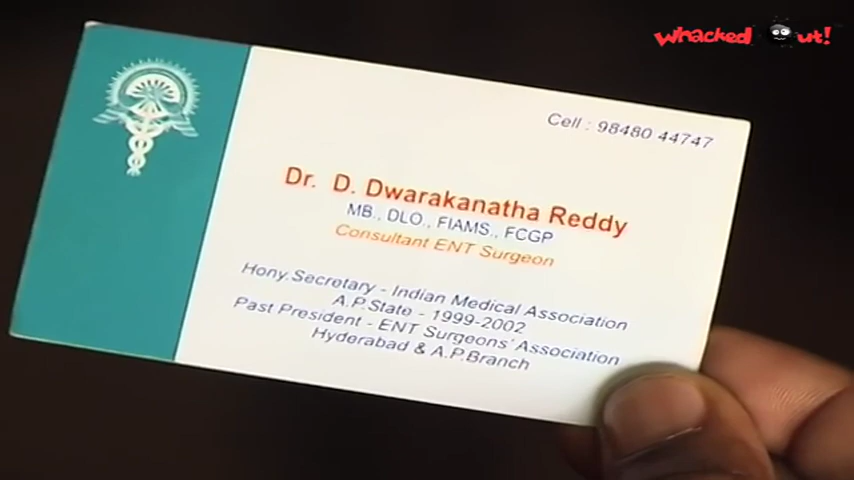 whacked out!
Cell : 98480 44747
Dr. D. Dwarakanatha Reddy
MB., DLO., FIAMS., FCGP
Consultant ENT Surgeon
Hony.Secretary - Indian Medical Association
A.P.State - 1999-2002
Past President - ENT Surgeons' Association
Hyderabad & A.P.Branch